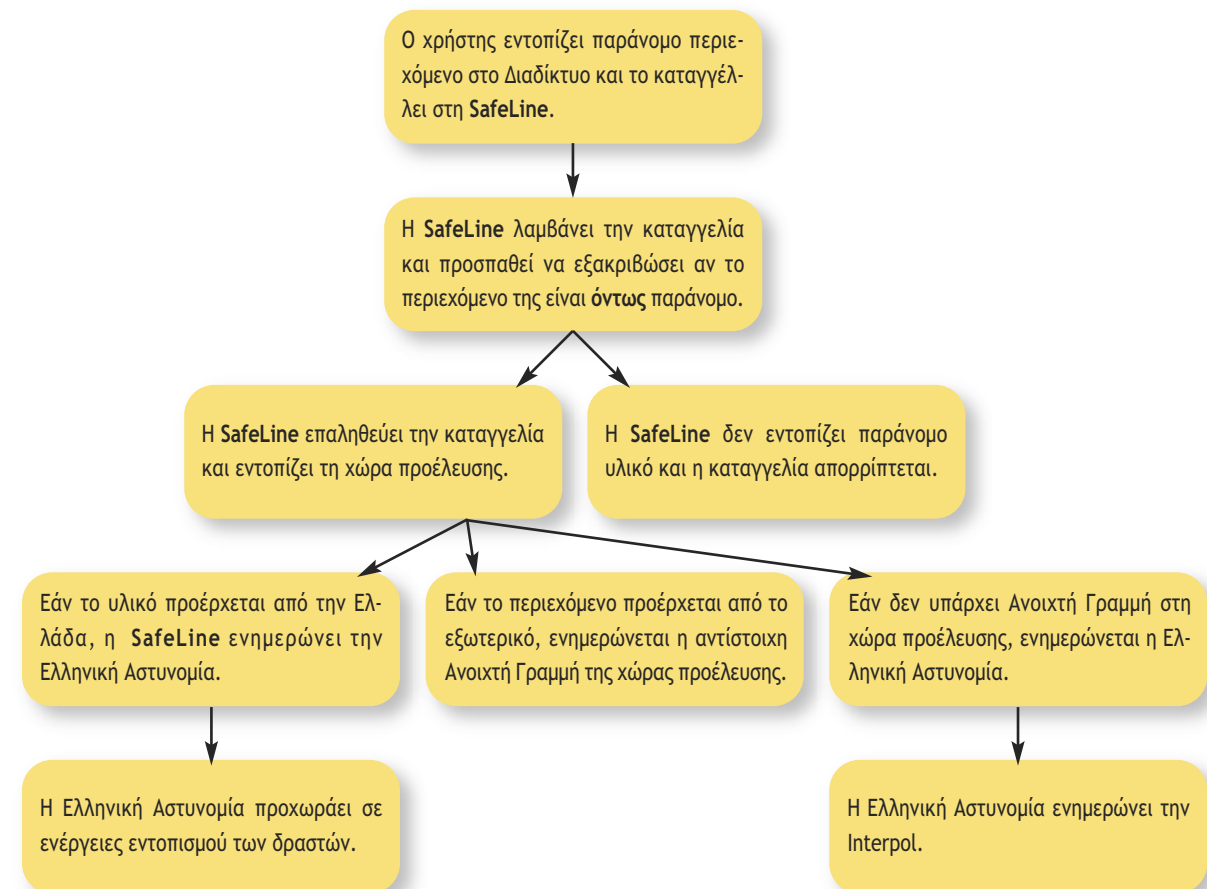 Ο χρήστης εντοπίζει παράνομο περιε-
χόμενο στο Διαδίκτυο και το καταγγέλ-
λει στη SafeLine.
Η SafeLine λαμβάνει την καταγγελία
και προσπαθεί να εξακριβώσει αν το
περιεχόμενο της είναι όντως παράνομο.
Η SafeLine επαληθεύει την καταγγελία
και εντοπίζει τη χώρα προέλευσης.
Η SafeLine δεν εντοπίζει παράνομο
υλικό και η καταγγελία απορρίπτεται.
Εάν το υλικό προέρχεται από την Ελ-
λάδα, η SafeLine ενημερώνει την
Ελληνική Αστυνομία.
Εάν το περιεχόμενο προέρχεται από το
εξωτερικό, ενημερώνεται η αντίστοιχη
Ανοιχτή Γραμμή της χώρας προέλευσης.
Εάν δεν υπάρχει Ανοιχτή Γραμμή στη
χώρα προέλευσης, ενημερώνεται η Ελ-
ληνική Αστυνομία.
Η Ελληνική Αστυνομία προχωράει σε
ενέργειες εντοπισμού των δραστών.
Η Ελληνική Αστυνομία ενημερώνει την
Interpol.